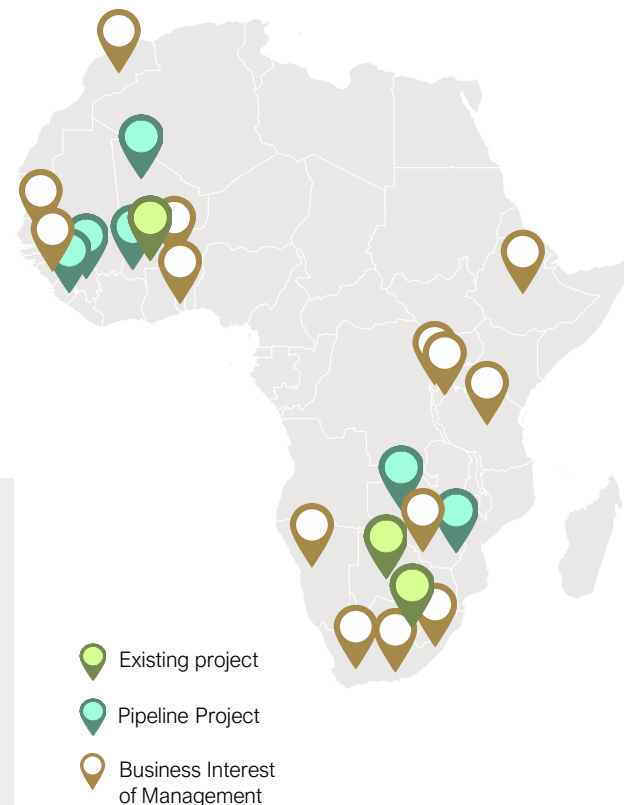 Existing project
Pipeline Project
Business Interest
of Management